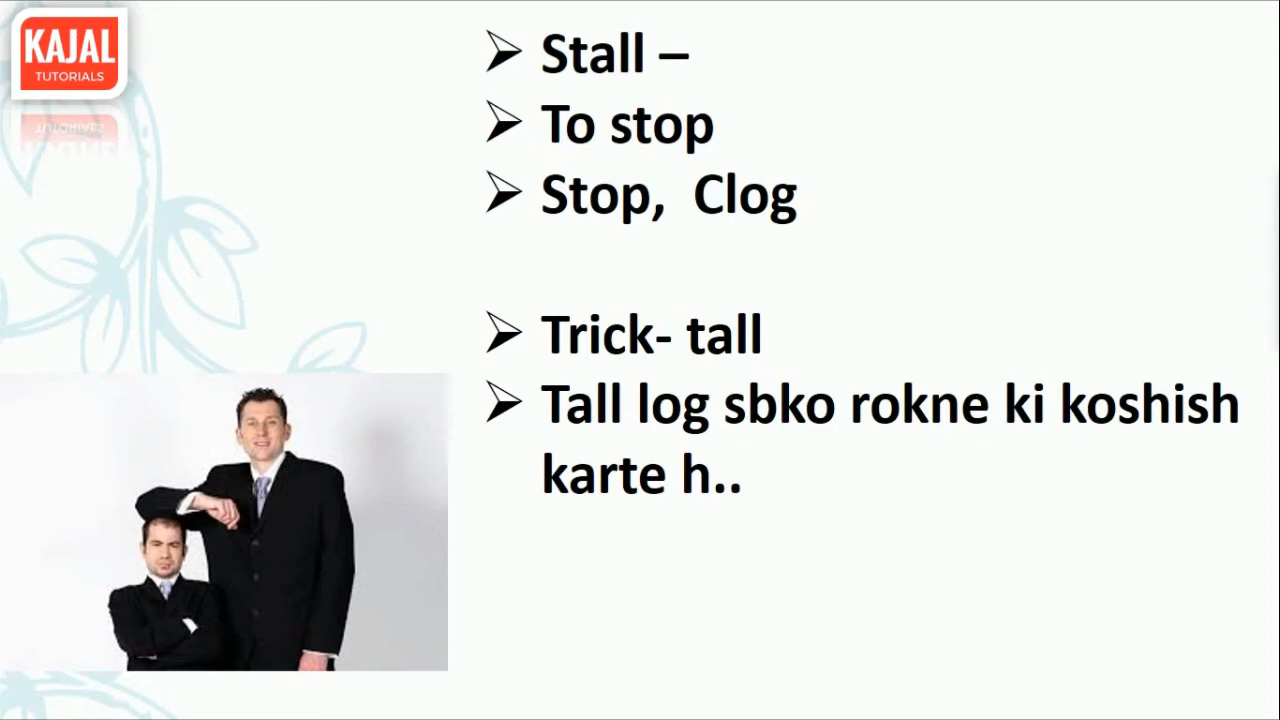 KAJAL
TUTORIALS
Stall –
To stop
Stop, Clog
Trick- tall
Tall log sbko rokne ki koshish
karte h..